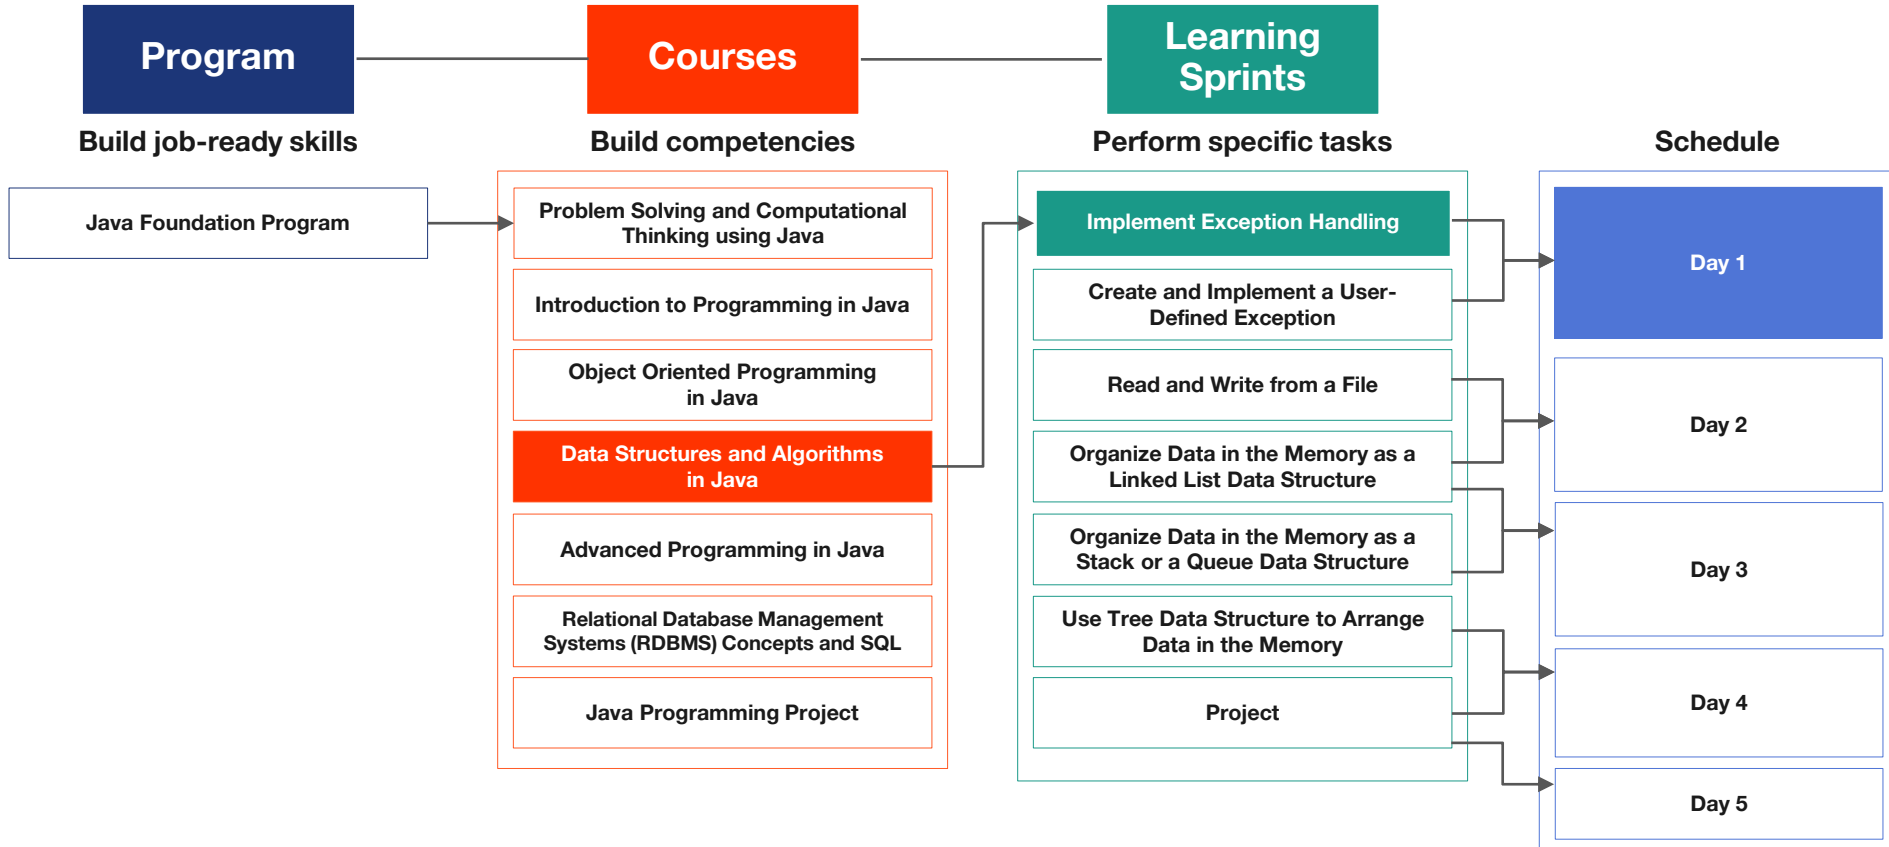 Program
Courses
Learning
Sprints
Build job-ready skills
Build competencies
Perform specific tasks
Schedule
Java Foundation Program
Problem Solving and Computational
Thinking using Java
Introduction to Programming in Java
Object Oriented Programming
in Java
Data Structures and Algorithms
in Java
Advanced Programming in Java
Relational Database Management
Systems (RDBMS) Concepts and SQL
Java Programming Project
Implement Exception Handling
Create and Implement a User-
Defined Exception
Read and Write from a File
Organize Data in the Memory as a
Linked List Data Structure
Organize Data in the Memory as a
Stack or a Queue Data Structure
Use Tree Data Structure to Arrange
Data in the Memory
Project
Day 1
Day 2
Day 3
Day 4
Day 5